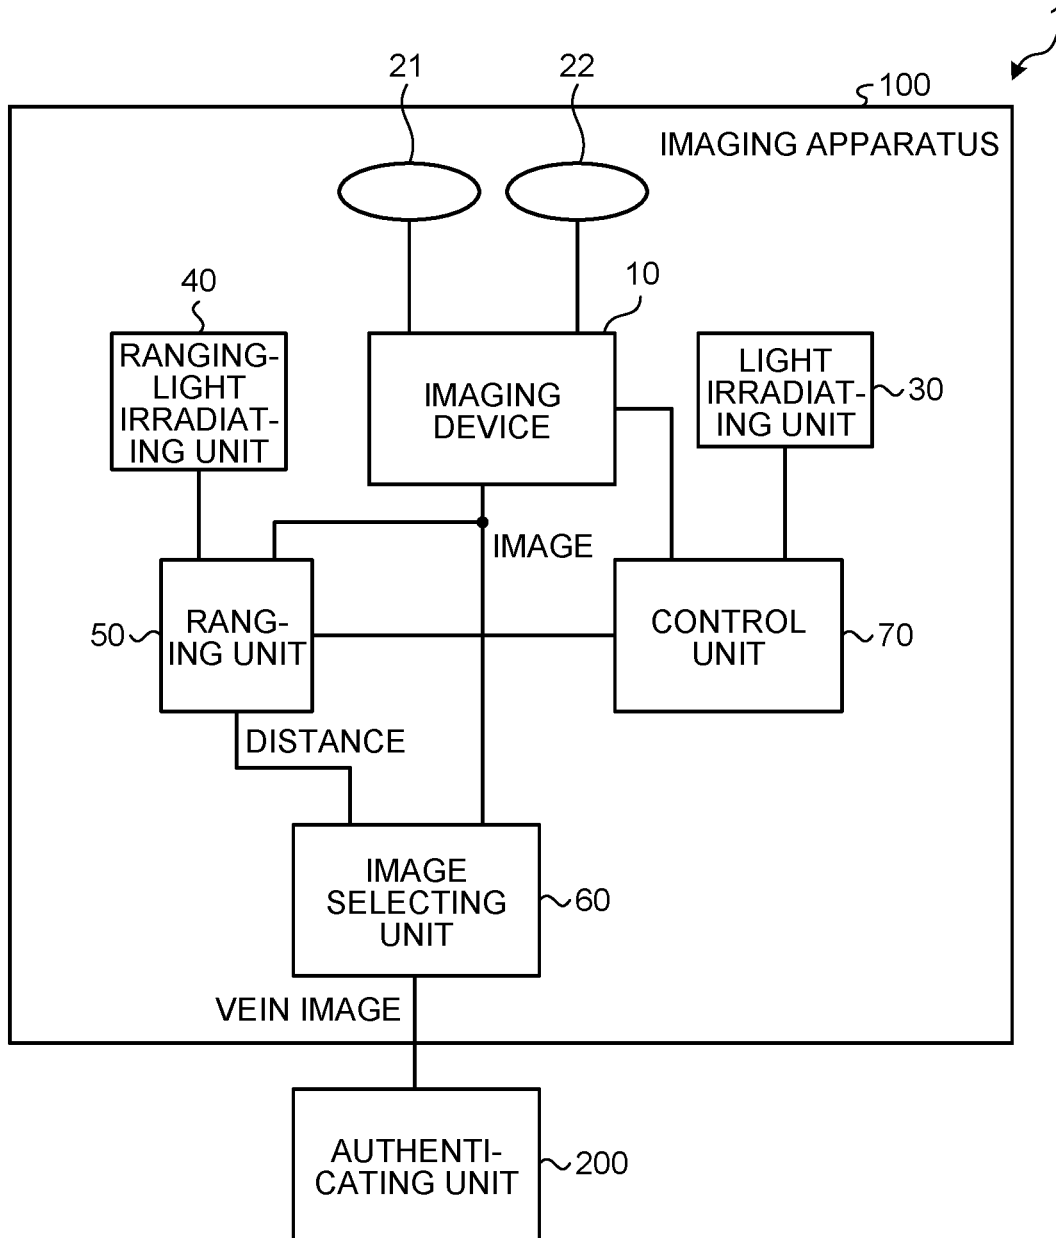 1
21
22
100
IMAGING APPARATUS
40
10
RANGING-
LIGHT
IRRADIAT-
ING UNIT
IMAGING
DEVICE
LIGHT
IRRADIAT-
ING UNIT
30
IMAGE
50
RANG-
ING UNIT
CONTROL
UNIT
70
DISTANCE
IMAGE
SELECTING
UNIT
60
VEIN IMAGE
AUTHENTI-
CATING UNIT
200